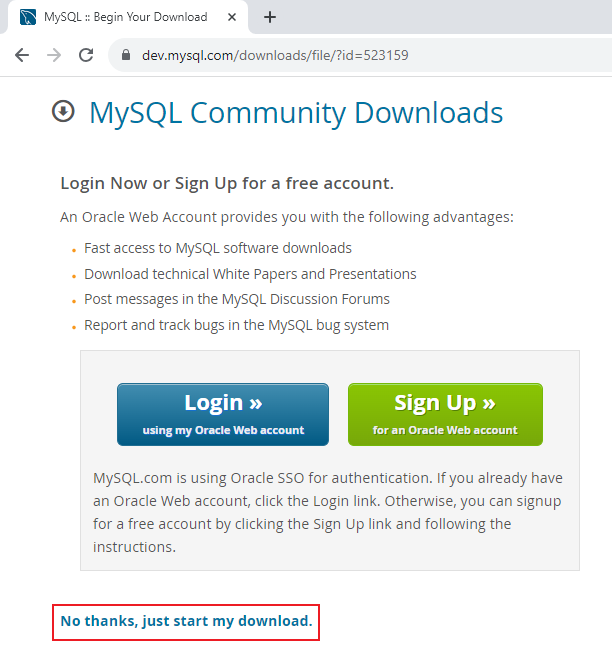 MySQL :: Begin Your Download
dev.mysql.com/downloads/file/?id=523159
MySQL Community Downloads
Login Now or Sign Up for a free account.
An Oracle Web Account provides you with the following advantages:
Fast access to MySQL software downloads
Download technical White Papers and Presentations
Post messages in the MySQL Discussion Forums
Report and track bugs in the MySQL bug system
Login »
using my Oracle Web account
Sign Up »
for an Oracle Web account
MySQL.com is using Oracle SSO for authentication. If you already have
an Oracle Web account, click the Login link. Otherwise, you can signup
for a free account by clicking the Sign Up link and following the
instructions.
No thanks, just start my download.